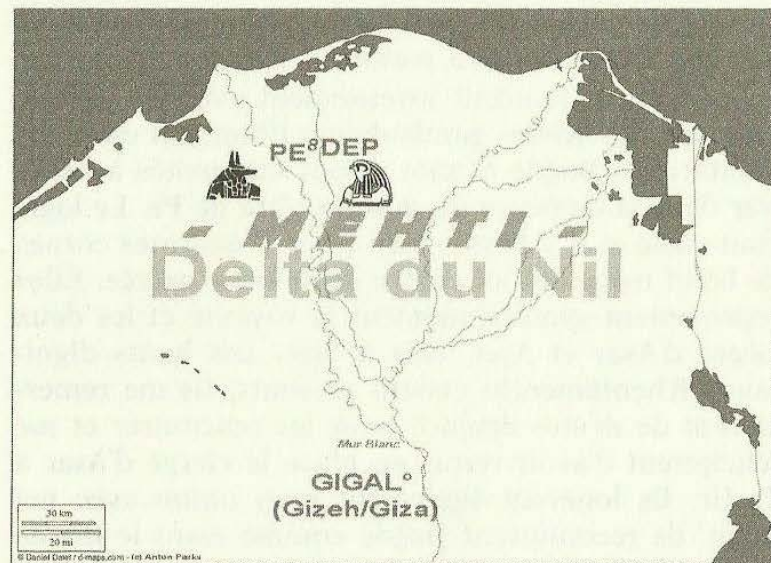 PE 8 DEP
- MEHTI -
Delta du Nil
Mur Blanc
GIGAL°
(Gizeh/Giza)
30 km
20 mi
© Daniel Dalet / d-maps.com - (c) Anton Parks